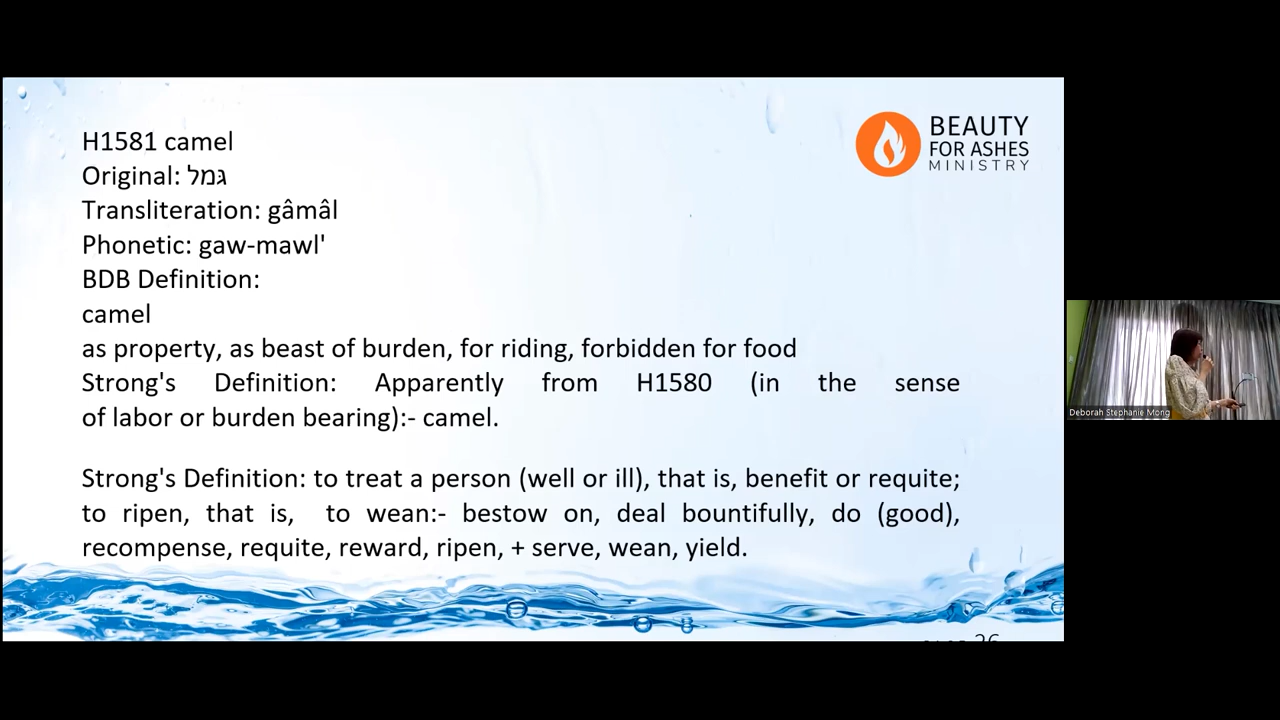 H1581 camel
Original: גמל
Transliteration: gâmâl
Phonetic: gaw-mawl'
BDB Definition:
camel
as property, as beast of burden, for riding, forbidden for food
Strong's Definition: Apparently from H1580 (in the sense
of labor or burden bearing):- camel.
Strong's Definition: to treat a person (well or ill), that is, benefit or requite;
to ripen, that is, to wean:- bestow on, deal bountifully, do (good),
recompense, requite, reward, ripen, + serve, wean, yield.
BEAUTY
FOR ASHES
MINISTRY
Deborah Stephanie Mong